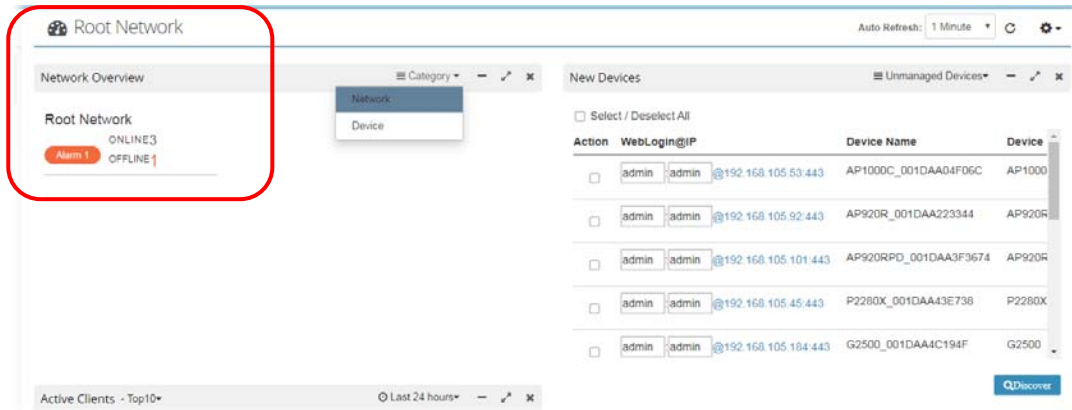 Root Network
Auto Refresh: 1 Minute
Network Overview
Category
Network
Device
Root Network
ONLINE3
Alarm 1
OFFLINE1
New Devices
Unmanaged Devices
Select / Deselect All
Action WebLogin@IP Device Name Device
admin : admin @192.168.105.53:443 AP1000C_001DAA04F06C AP1000
admin : admin @192.168.105.92:443 AP920R_001DAA223344 AP920R
admin : admin @192.168.105.101:443 AP920RPD_001DAA3F3674 AP920R
admin : admin @192.168.105.45:443 P2280X_001DAA43E738 P2280X
admin : admin @192.168.105.184:443 G2500_001DAA4C194F G2500
Discover
Active Clients - Top10
Last 24 hours